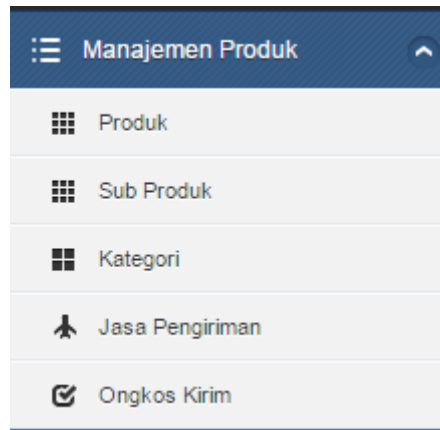 Manajemen Produk
Produk
Sub Produk
Kategori
Jasa Pengiriman
Ongkos Kirim